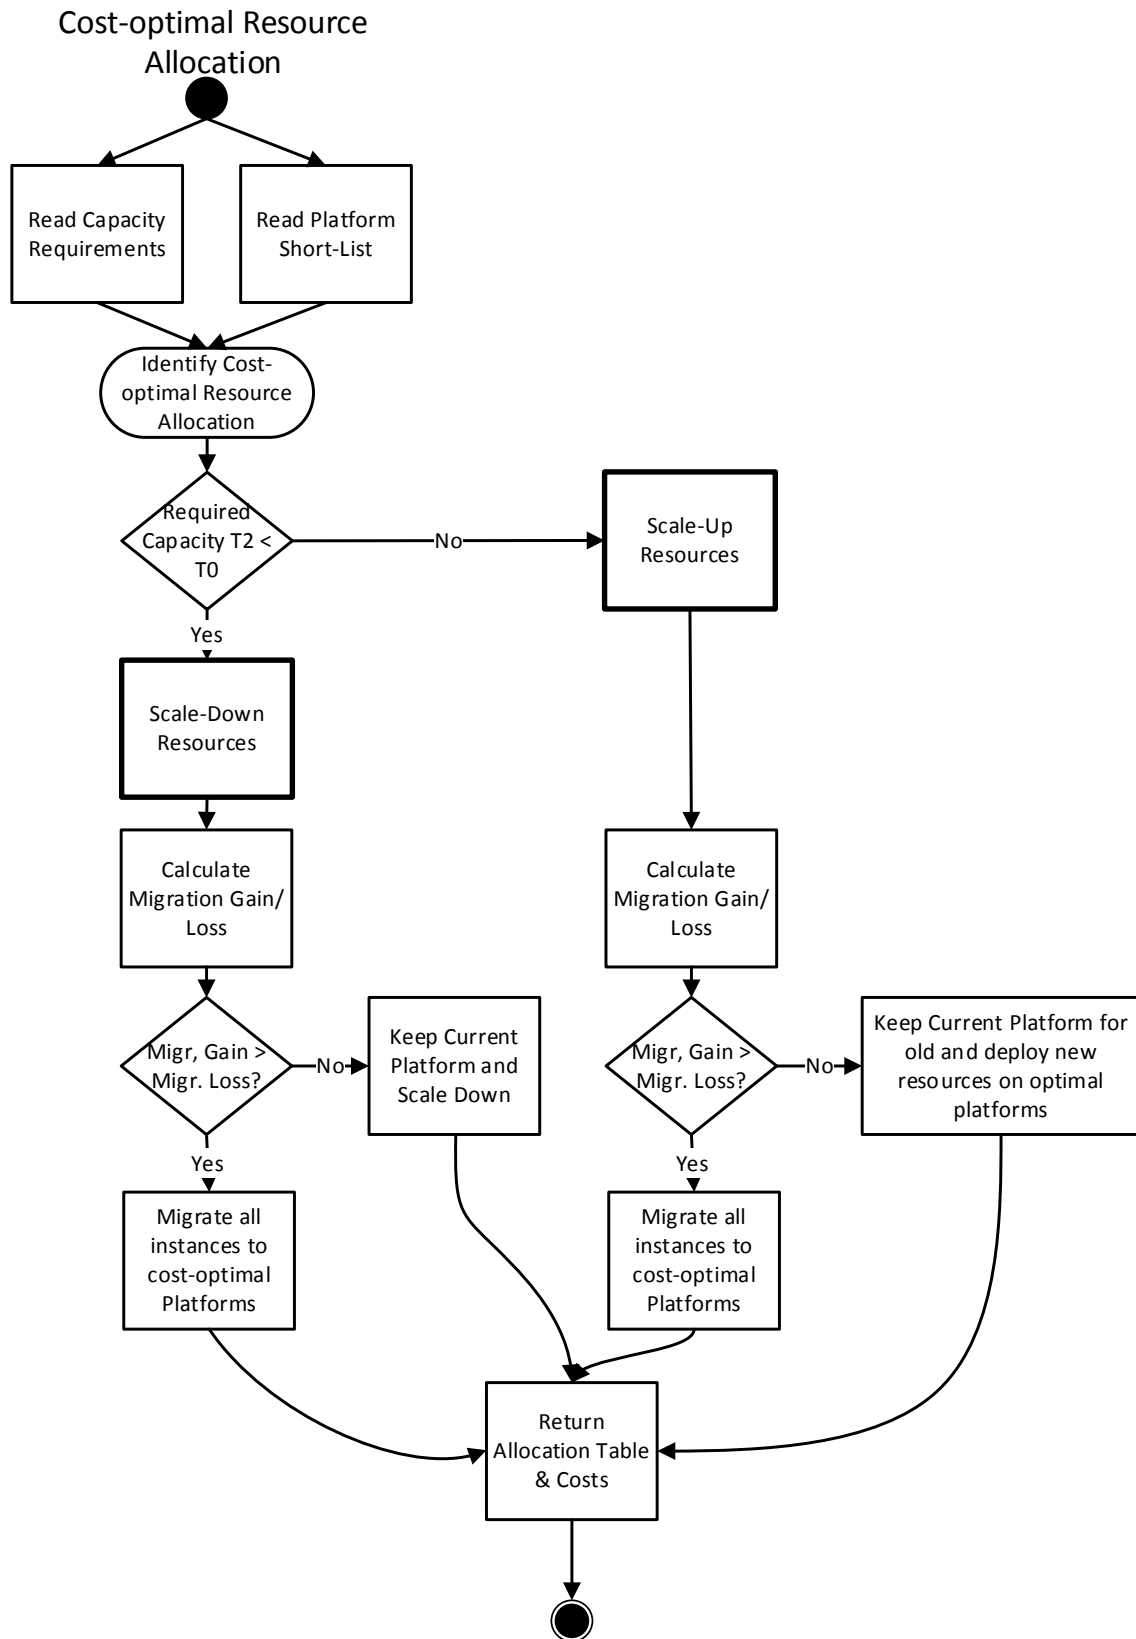 Cost-optimal Resource
Allocation
Read Capacity
Requirements
Read Platform
Short-List
Identify Cost-
optimal Resource
Allocation
Required
Capacity T2 <
T0
No
Scale-Up
Resources
Yes
Scale-Down
Resources
Calculate
Migration Gain/
Loss
Calculate
Migration Gain/
Loss
Migr, Gain >
Migr. Loss?
No
Keep Current
Platform and
Scale Down
Migr, Gain >
Migr. Loss?
No
Keep Current Platform for
old and deploy new
resources on optimal
platforms
Yes
Yes
Migrate all
instances to
cost-optimal
Platforms
Migrate all
instances to
cost-optimal
Platforms
Return
Allocation Table
& Costs